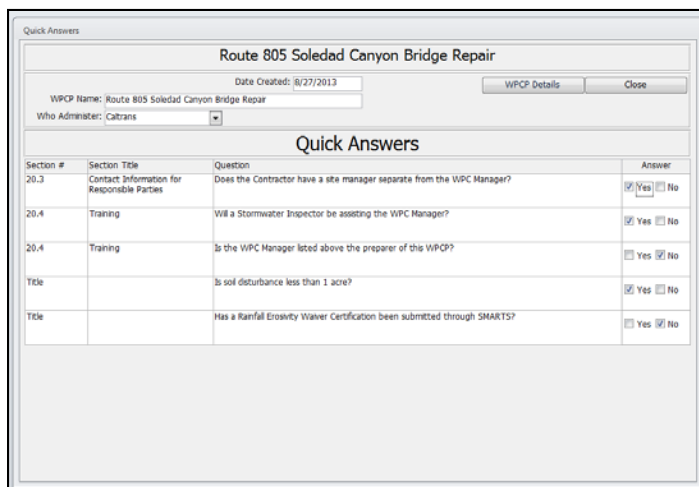 Quick Answers
Route 805 Soledad Canyon Bridge Repair
Date Created: 8/27/2013
WPCP Details
Close
WPCP Name: Route 805 Soledad Canyon Bridge Repair
Who Administer: Caltrans
Quick Answers
Section # Section Title Question Answer
20.3 Contact Information for Does the Contractor have a site manager separate from the WPC Manager? Yes No
Responsible Parties
20.4 Training Will a Stormwater Inspector be assisting the WPC Manager? Yes No
20.4 Training Is the WPC Manager listed above the preparer of this WPCP? Yes No
Title Is soil disturbance less than 1 acre? Yes No
Title Has a Rainfall Erosivity Waiver Certification been submitted through SMARTS? Yes No